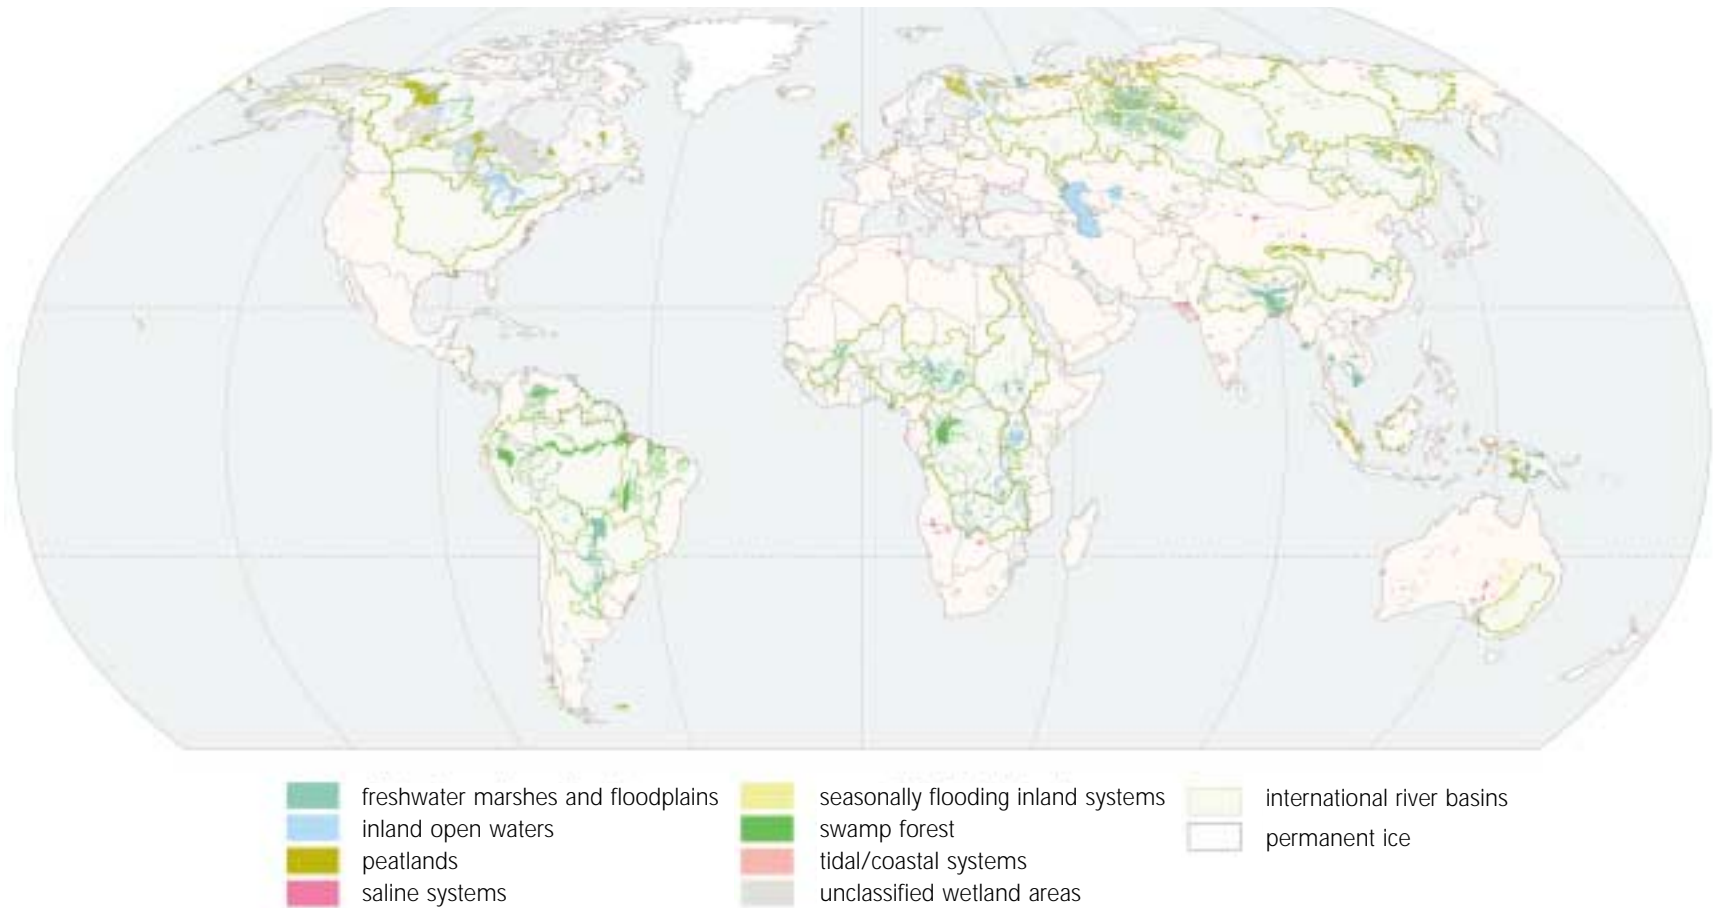 freshwater marshes and floodplains
inland open waters
peatlands
saline systems
seasonally flooding inland systems
swamp forest
tidal/coastal systems
unclassified wetland areas
international river basins
permanent ice